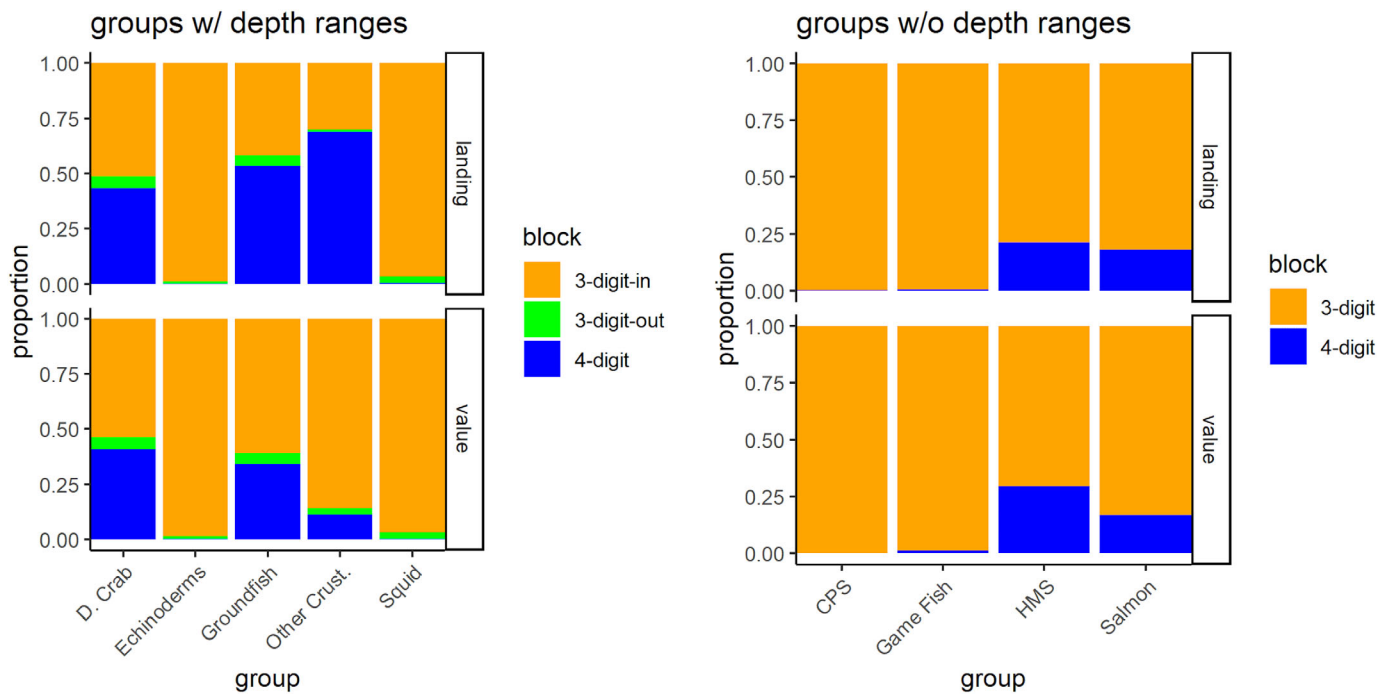 groups w/ depth ranges
1.00
0.75
0.50
0.25
0.00
landing
1.00
0.75
0.50
0.25
0.00
value
proportion
D. Crab
Echinoderms
Groundfish
Other Crust.
Squid
group
block
3-digit-in
3-digit-out
4-digit
groups w/o depth ranges
1.00
0.75
0.50
0.25
0.00
landing
1.00
0.75
0.50
0.25
0.00
value
proportion
CPS
Game Fish
HMS
Salmon
group
block
3-digit
4-digit